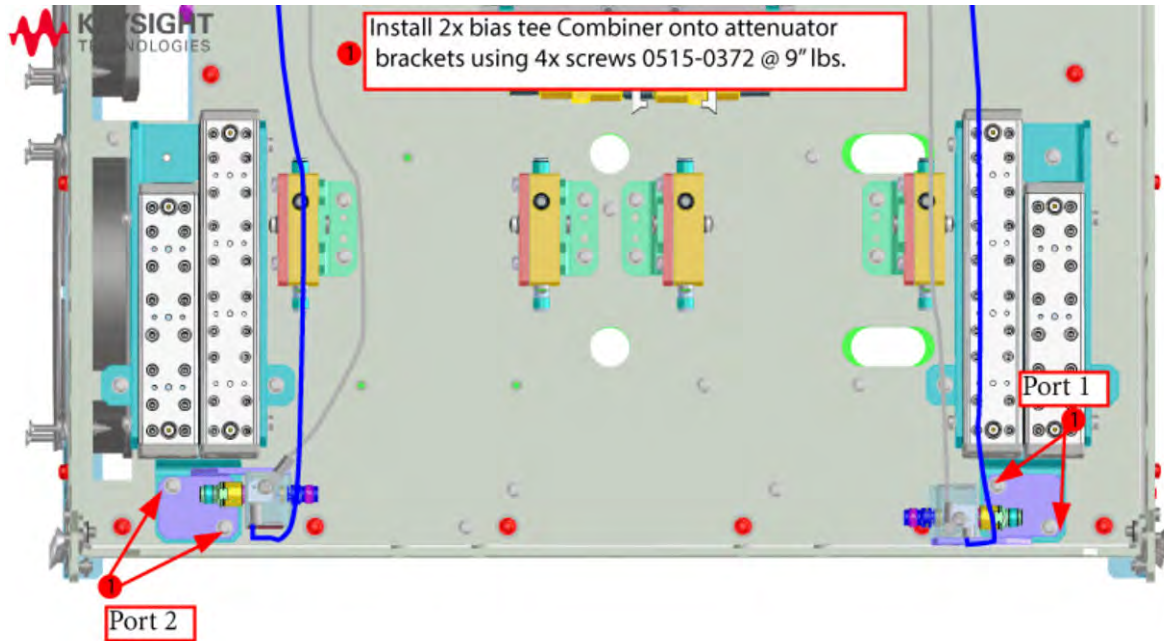 KEYSIGHT
TECHNOLOGIES
1
Install 2x bias tee Combiner onto attenuator
brackets using 4x screws 0515-0372 @ 9” lbs.
Port 1
1
1
Port 2